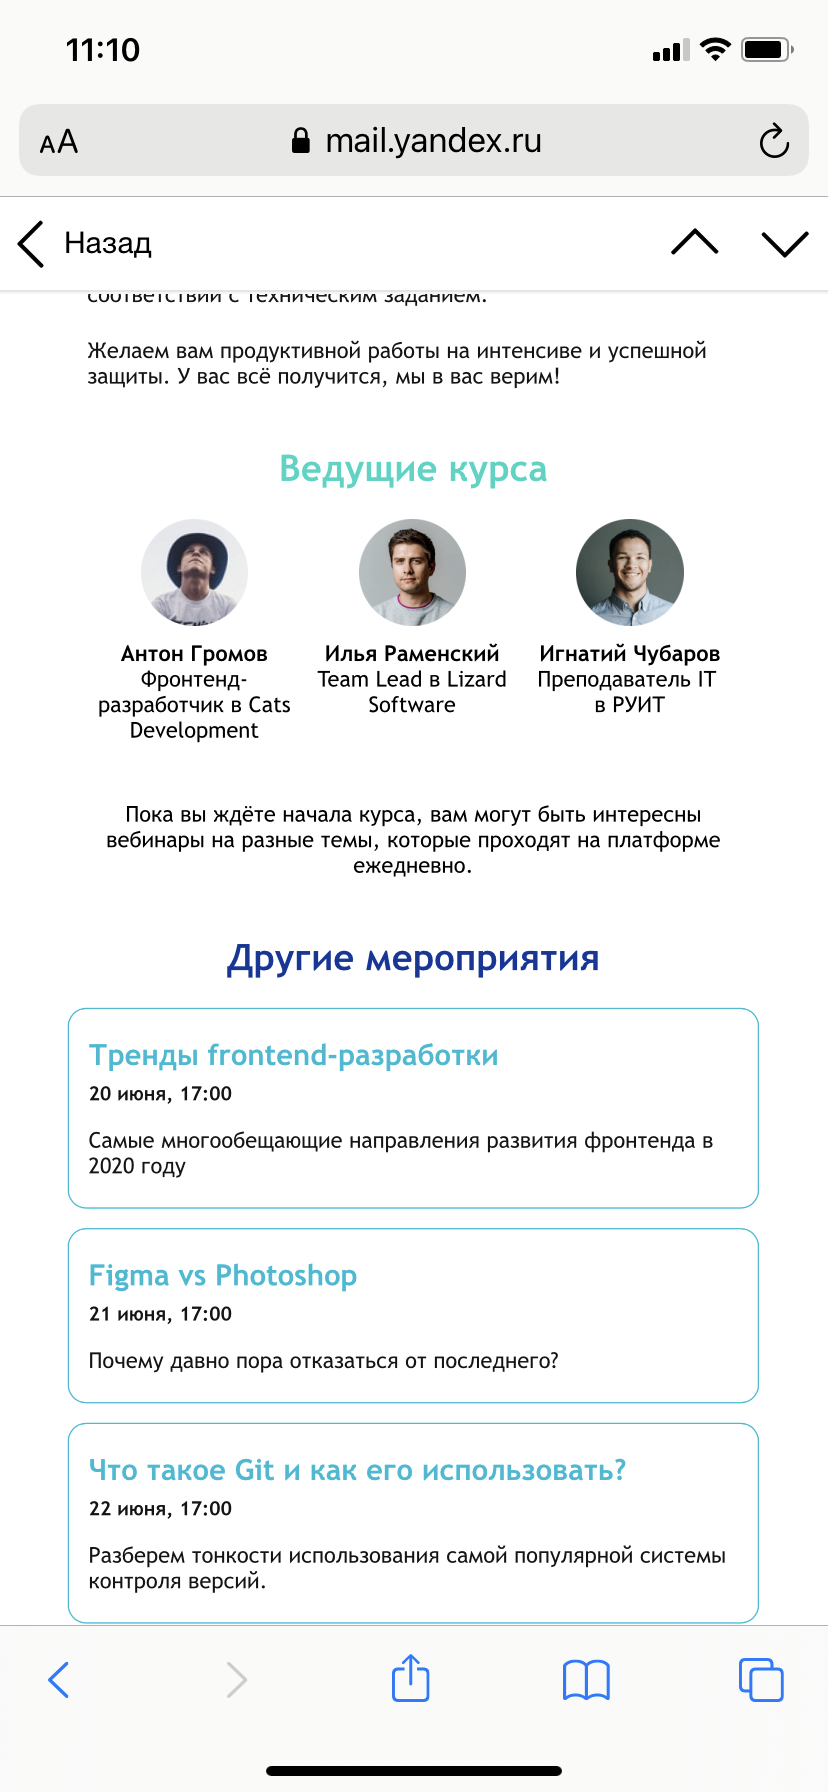 11:10
AA mail.yandex.ru
Назад
соответствии с техническим заданием.
Желаем вам продуктивной работы на интенсиве и успешной
защиты. У вас всё получится, мы в вас верим!
Ведущие курса
Антон Громов
Фронтенд-
разработчик в Cats
Development
Илья Раменский
Team Lead в Lizard
Software
Игнатий Чубаров
Преподаватель IT
в РУИТ
Пока вы ждёте начала курса, вам могут быть интересны
вебинары на разные темы, которые проходят на платформе
ежедневно.
Другие мероприятия
Тренды frontend-разработки
20 июня, 17:00
Самые многообещающие направления развития фронтенда в
2020 году
Figma vs Photoshop
21 июня, 17:00
Почему давно пора отказаться от последнего?
Что такое Git и как его использовать?
22 июня, 17:00
Разберем тонкости использования самой популярной системы
контроля версий.